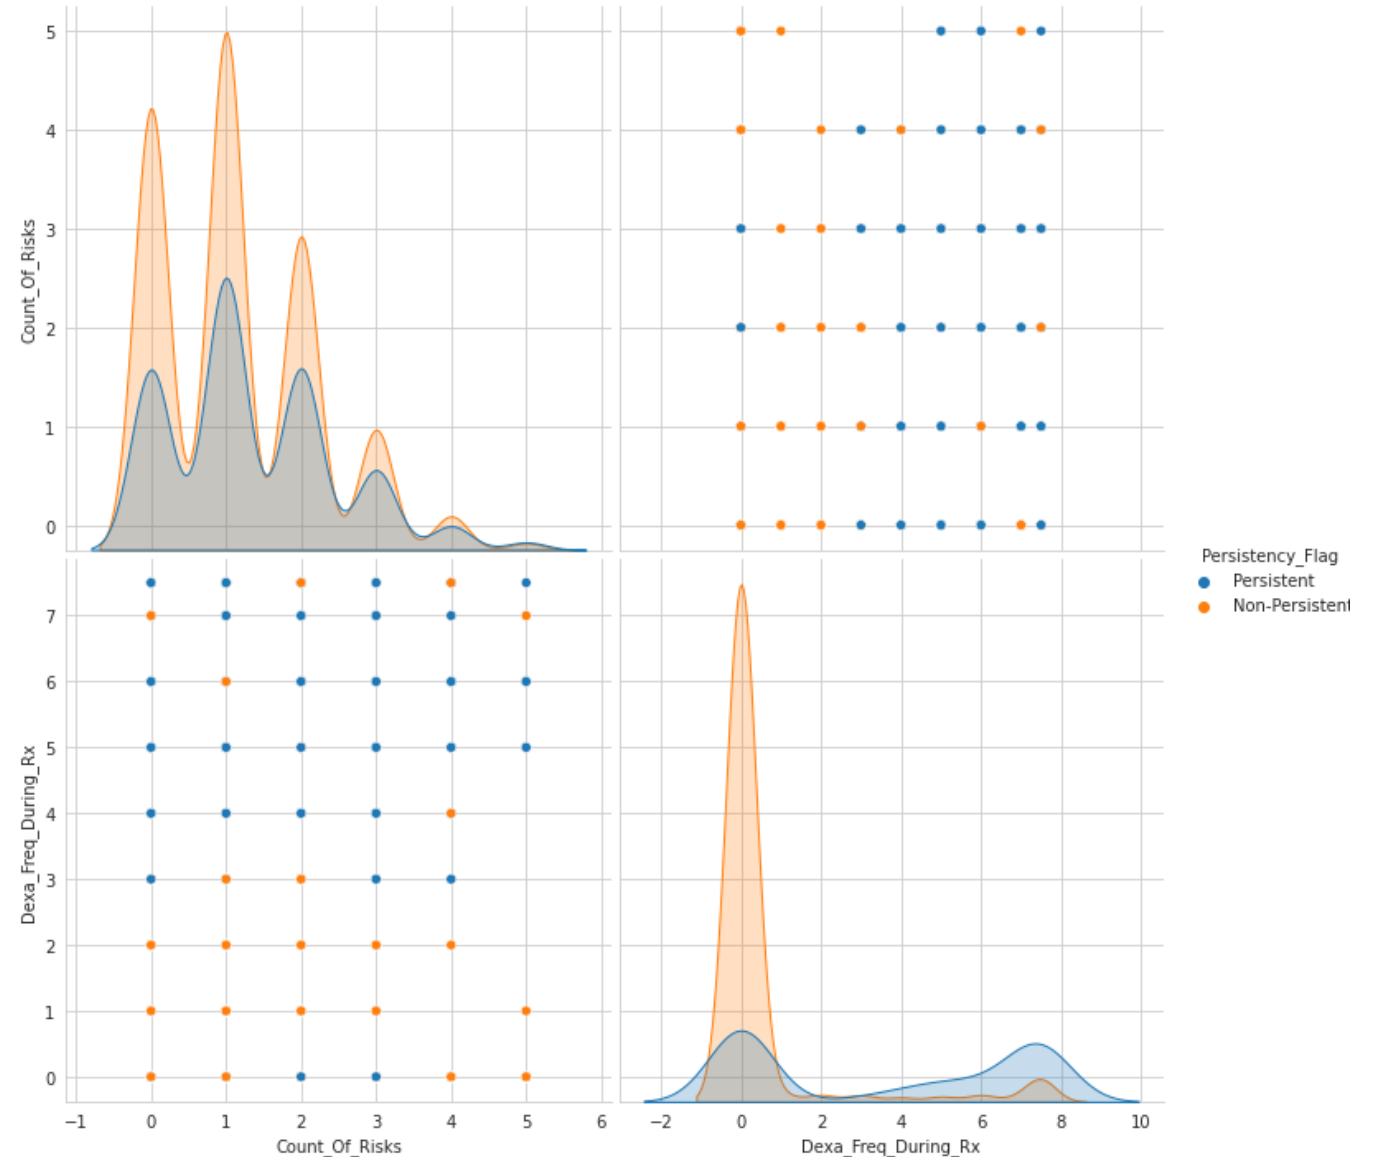 5
4
3
2
1
0
Count_Of_Risks
7
6
5
4
3
2
1
0
Dexa_Freq_During_Rx
−1 0 1 2 3 4 5 6
Count_Of_Risks
−2 0 2 4 6 8 10
Dexa_Freq_During_Rx
Persistency_Flag
Persistent
Non-Persistent